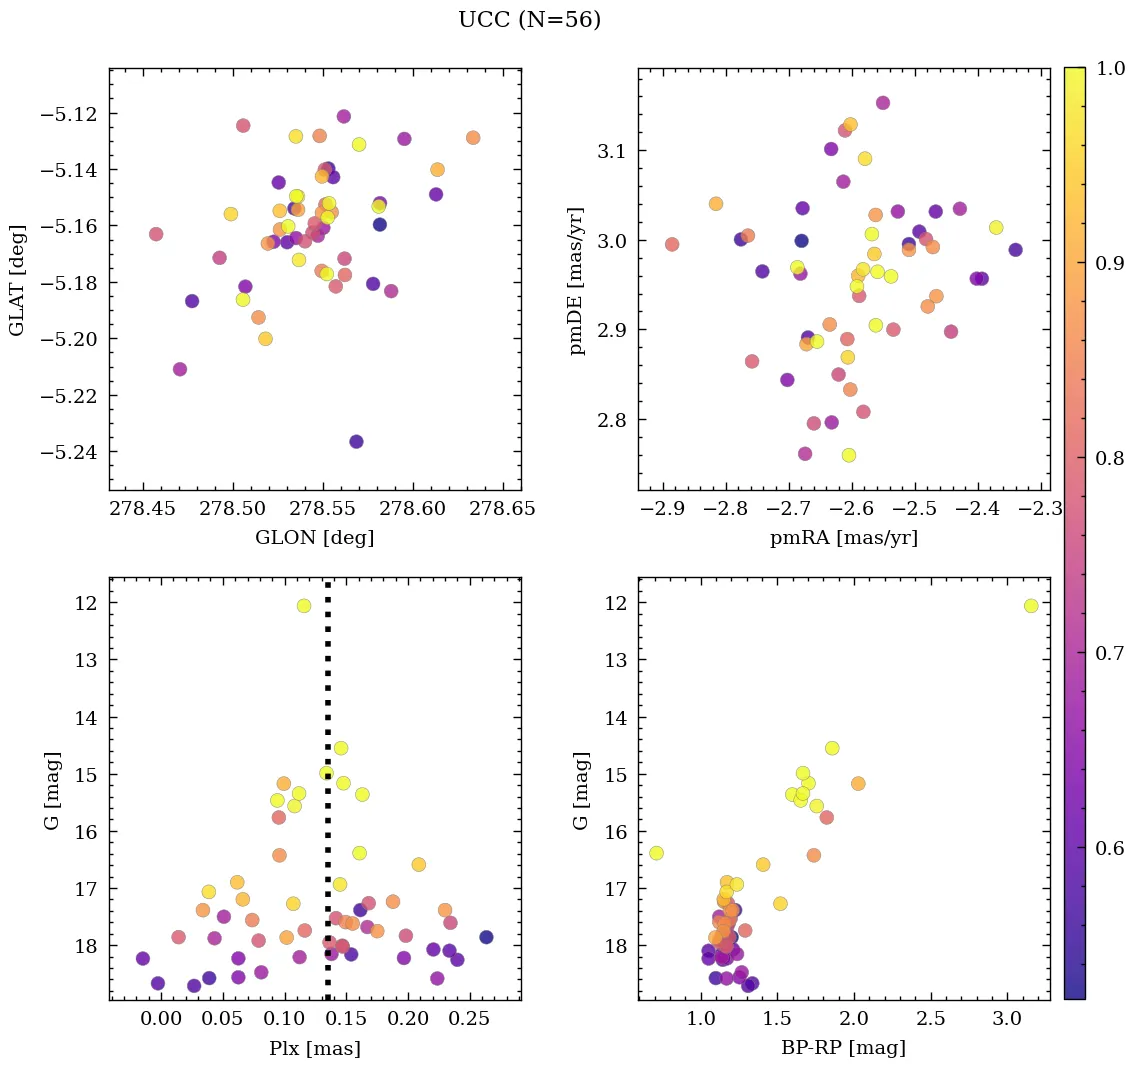 UCC (N=56)
−5.12
−5.14
−5.16
−5.18
−5.20
−5.22
−5.24
GLAT [deg]
278.45 278.50 278.55 278.60 278.65
GLON [deg]
3.1
3.0
2.9
2.8
pmDE [mas/yr]
−2.9 −2.8 −2.7 −2.6 −2.5 −2.4 −2.3
pmRA [mas/yr]
1.0
0.9
0.8
0.7
0.6
12
13
14
15
16
17
18
G [mag]
0.00 0.05 0.10 0.15 0.20 0.25
Plx [mas]
12
13
14
15
16
17
18
G [mag]
1.0 1.5 2.0 2.5 3.0
BP-RP [mag]